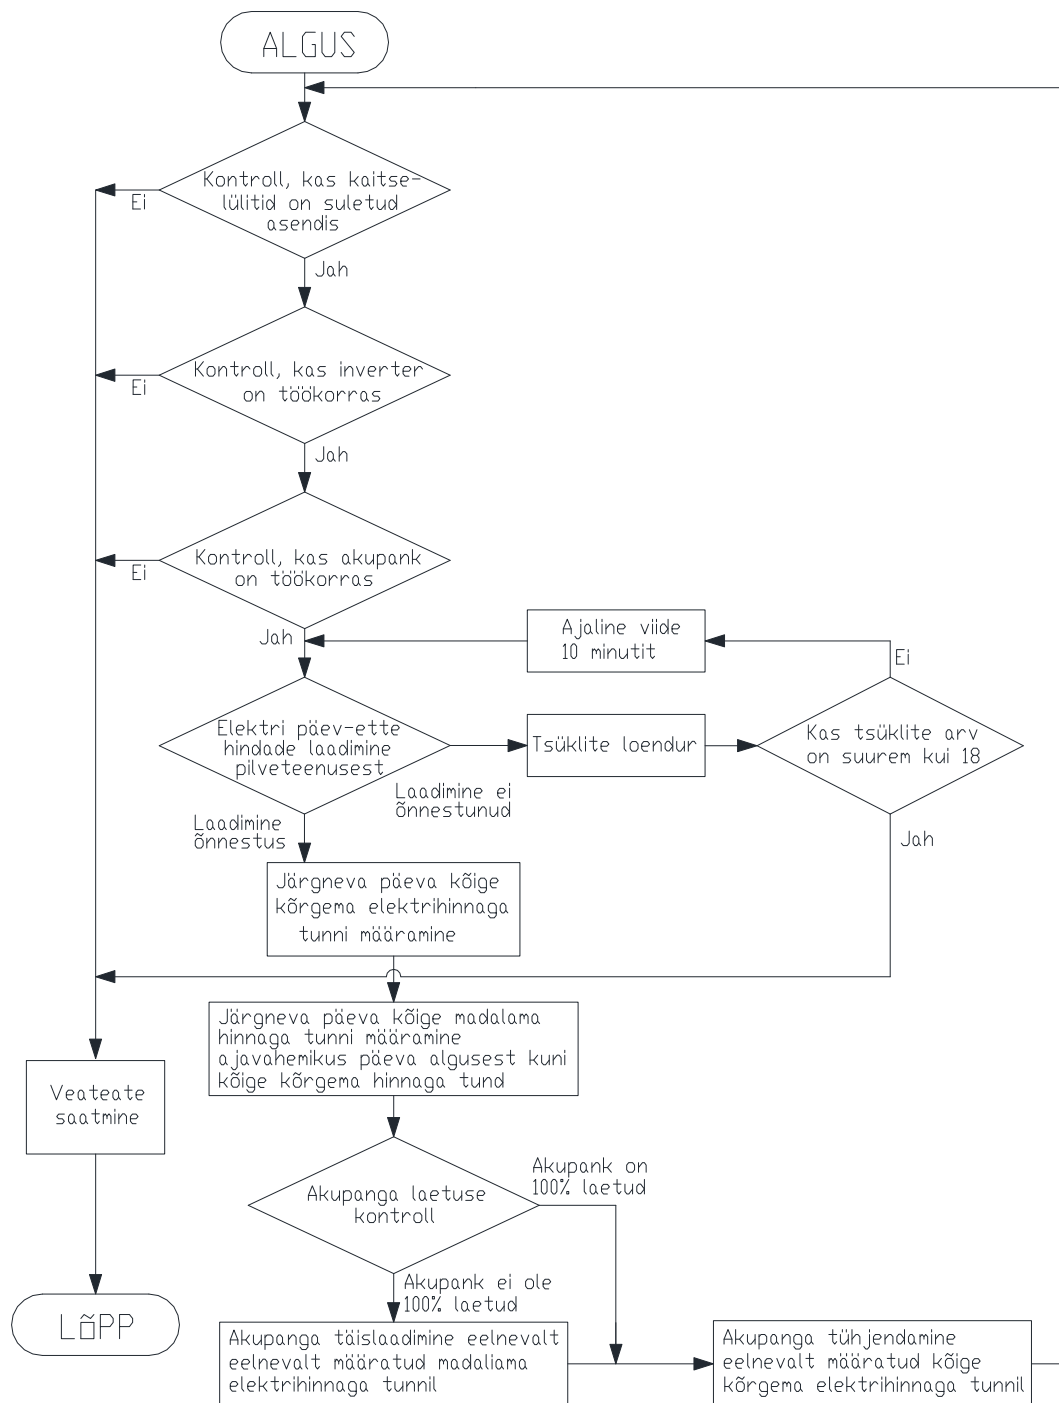 ALGUS
Kontroll, kas kaitse-
lülitid on suletud
asendis
Ei
Jah
Kontroll, kas inverter
on töökorras
Ei
Jah
Kontroll, kas akupank
on töökorras
Ei
Jah
Ajaline viide
10 minutit
Ei
Elektri päev-ette
hindade laadimine
pilveteenusest
Tsüklite loendur
Kas tsüklite arv
on suurem kui 18
Laadimine ei
õnnestunud
Laadimine
õnnestus
Jah
Järgneva päeva kõige
kõrgema elektrihinnaga
tunni määramine
Järgneva päeva kõige madalama
hinnaga tunni määramine
ajavahemikus päeva algusest kuni
kõige kõrgema hinnaga tund
Veateate
saatmine
Akupanga laetuse
kontroll
Akupank on
100% laetud
Akupank ei ole
100% laetud
LÕPP
Akupanga täislaadimine eelnevalt
eelnevalt määratud madaliama
elektrihinnaga tunnil
Akupanga tühjendamine
eelnevalt määratud kõige
kõrgema elektrihinnaga tunnil